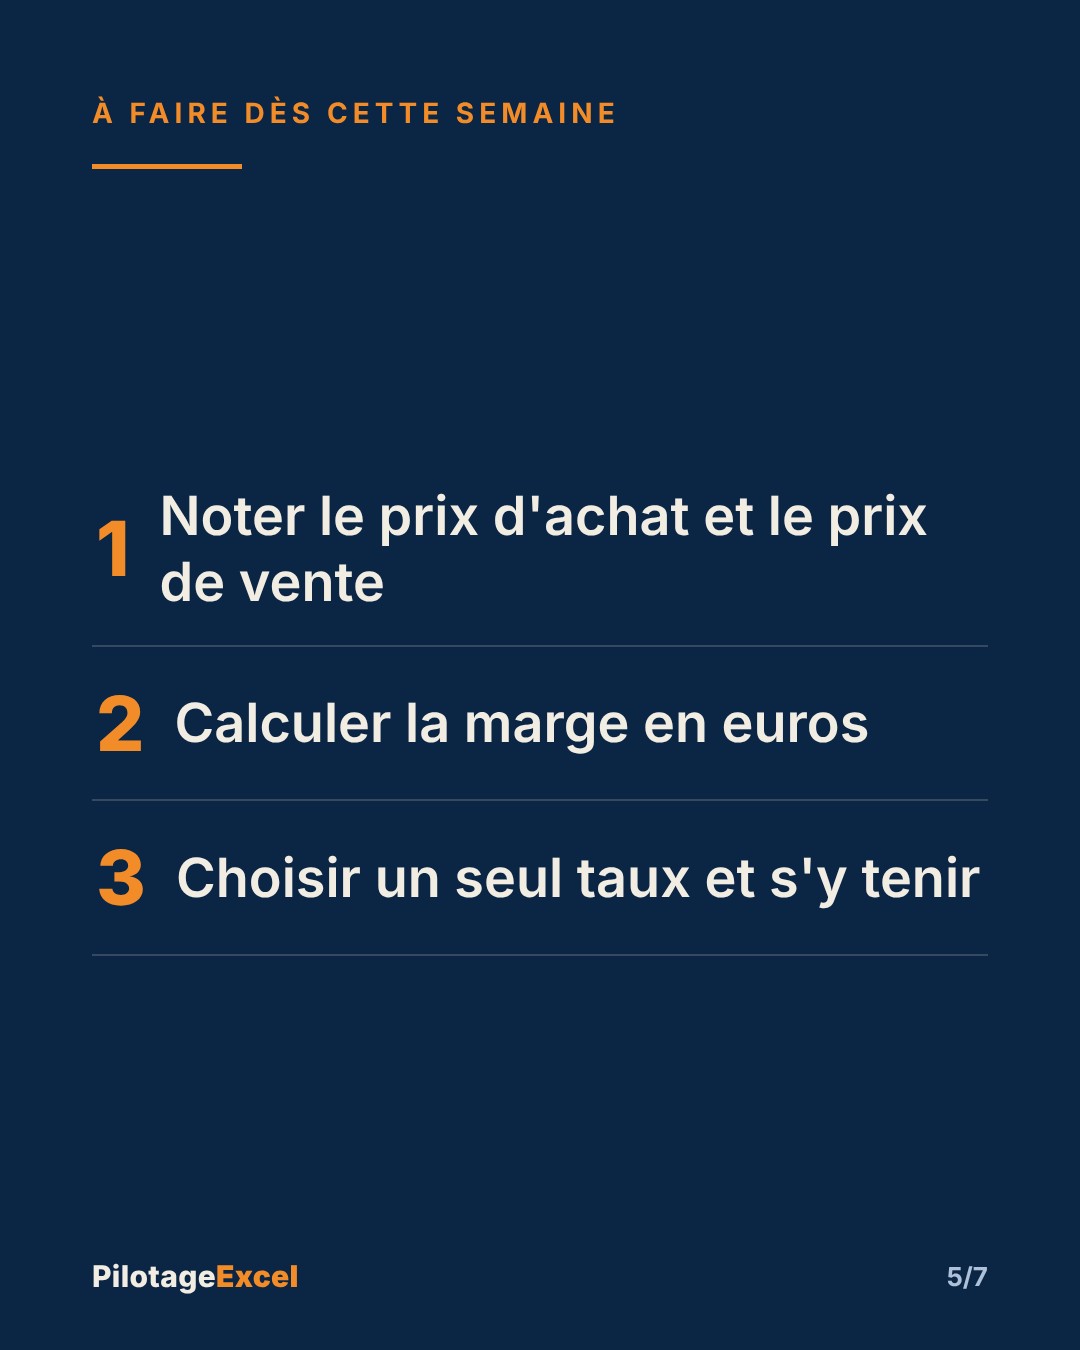 À FAIRE DÈS CETTE SEMAINE
1 Noter le prix d'achat et le prix
de vente
2 Calculer la marge en euros
3 Choisir un seul taux et s'y tenir
PilotageExcel
5/7